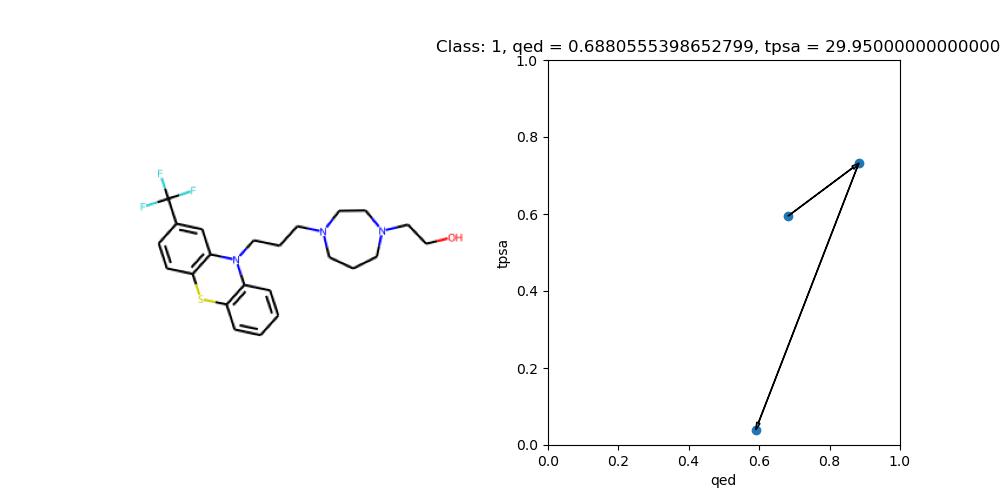 Class: 1, qed = 0.6880555398652799, tpsa = 29.95000000000000
1.0
0.8
0.6
0.4
0.2
0.0
tpsa
0.0 0.2 0.4 0.6 0.8 1.0
qed
F
F
F
N
S
N
N
OH